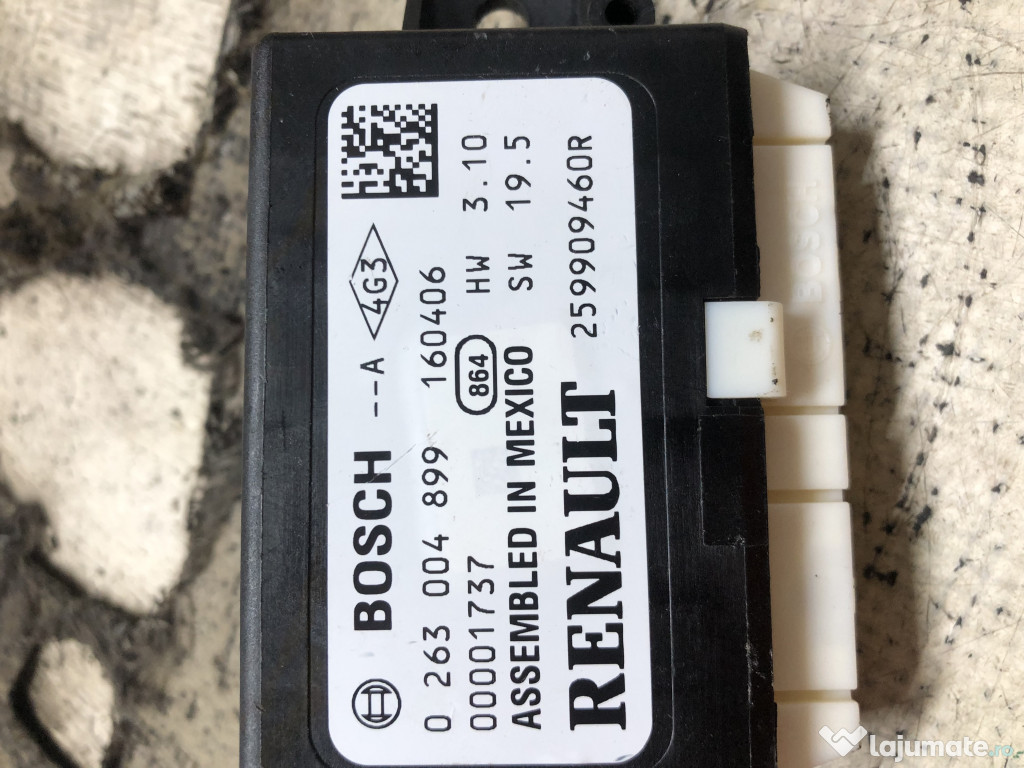 BOSCH --A 4G3
0 263 004 899 160406
00001737 864 HW 3.10
ASSEMBLED IN MEXICO SW 19.5
RENAULT 259909460R
BOSCH
lajumate.ro